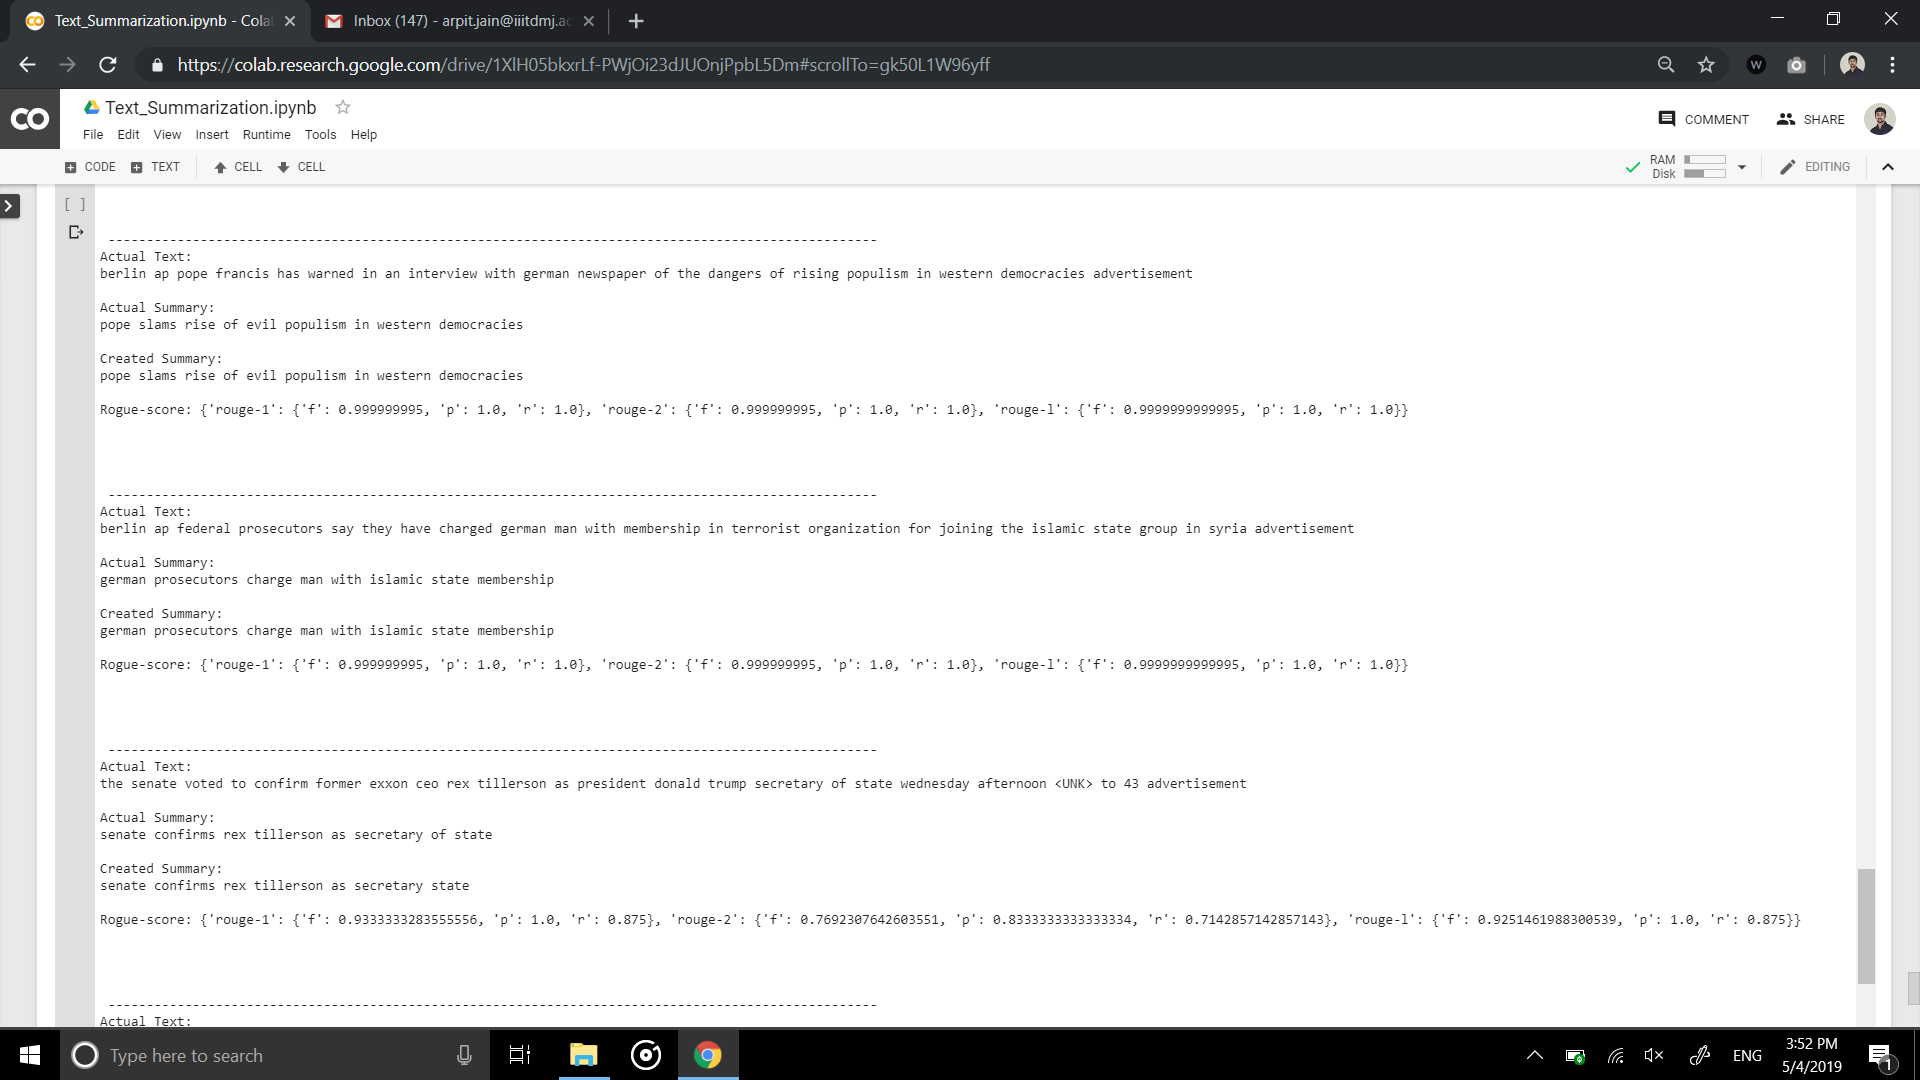 Text_Summarization.ipynb - Cola
Inbox (147) - arpit.jain@iiitdmj.ac
https://colab.research.google.com/drive/1XlH05bkxrLf-PWjOi23dJUOnjPpbL5Dm#scrollTo=gk50L1W96yff
W
CO
Text_Summarization.ipynb
COMMENT
SHARE
File Edit View Insert Runtime Tools Help
CODE TEXT CELL CELL
RAM
Disk
EDITING
[ ]
----------------------------------------------------------------------------------------------------
Actual Text:
berlin ap pope francis has warned in an interview with german newspaper of the dangers of rising populism in western democracies advertisement
Actual Summary:
pope slams rise of evil populism in western democracies
Created Summary:
pope slams rise of evil populism in western democracies
Rogue-score: {'rouge-1': {'f': 0.999999995, 'p': 1.0, 'r': 1.0}, 'rouge-2': {'f': 0.999999995, 'p': 1.0, 'r': 1.0}, 'rouge-l': {'f': 0.9999999999995, 'p': 1.0, 'r': 1.0}}
----------------------------------------------------------------------------------------------------
Actual Text:
berlin ap federal prosecutors say they have charged german man with membership in terrorist organization for joining the islamic state group in syria advertisement
Actual Summary:
german prosecutors charge man with islamic state membership
Created Summary:
german prosecutors charge man with islamic state membership
Rogue-score: {'rouge-1': {'f': 0.999999995, 'p': 1.0, 'r': 1.0}, 'rouge-2': {'f': 0.999999995, 'p': 1.0, 'r': 1.0}, 'rouge-l': {'f': 0.9999999999995, 'p': 1.0, 'r': 1.0}}
----------------------------------------------------------------------------------------------------
Actual Text:
the senate voted to confirm former exxon ceo rex tillerson as president donald trump secretary of state wednesday afternoon <UNK> to 43 advertisement
Actual Summary:
senate confirms rex tillerson as secretary of state
Created Summary:
senate confirms rex tillerson as secretary state
Rogue-score: {'rouge-1': {'f': 0.9333333283555556, 'p': 1.0, 'r': 0.875}, 'rouge-2': {'f': 0.7692307642603551, 'p': 0.8333333333333334, 'r': 0.7142857142857143}, 'rouge-l': {'f': 0.9251461988300539, 'p': 1.0, 'r': 0.875}}
----------------------------------------------------------------------------------------------------
Actual Text:
Type here to search
ENG
3:52 PM
5/4/2019
1